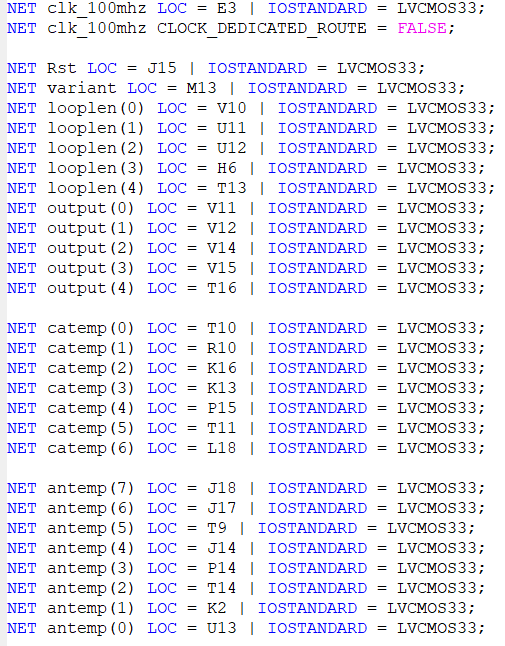 NET clk_100mhz LOC = E3 | IOSTANDARD = LVCMOS33;
NET clk_100mhz CLOCK_DEDICATED_ROUTE = FALSE;
NET Rst LOC = J15 | IOSTANDARD = LVCMOS33;
NET variant LOC = M13 | IOSTANDARD = LVCMOS33;
NET looplen(0) LOC = V10 | IOSTANDARD = LVCMOS33;
NET looplen(1) LOC = U11 | IOSTANDARD = LVCMOS33;
NET looplen(2) LOC = U12 | IOSTANDARD = LVCMOS33;
NET looplen(3) LOC = H6 | IOSTANDARD = LVCMOS33;
NET looplen(4) LOC = T13 | IOSTANDARD = LVCMOS33;
NET output(0) LOC = V11 | IOSTANDARD = LVCMOS33;
NET output(1) LOC = V12 | IOSTANDARD = LVCMOS33;
NET output(2) LOC = V14 | IOSTANDARD = LVCMOS33;
NET output(3) LOC = V15 | IOSTANDARD = LVCMOS33;
NET output(4) LOC = T16 | IOSTANDARD = LVCMOS33;
NET catemp(0) LOC = T10 | IOSTANDARD = LVCMOS33;
NET catemp(1) LOC = R10 | IOSTANDARD = LVCMOS33;
NET catemp(2) LOC = K16 | IOSTANDARD = LVCMOS33;
NET catemp(3) LOC = K13 | IOSTANDARD = LVCMOS33;
NET catemp(4) LOC = P15 | IOSTANDARD = LVCMOS33;
NET catemp(5) LOC = T11 | IOSTANDARD = LVCMOS33;
NET catemp(6) LOC = L18 | IOSTANDARD = LVCMOS33;
NET antemp(7) LOC = J18 | IOSTANDARD = LVCMOS33;
NET antemp(6) LOC = J17 | IOSTANDARD = LVCMOS33;
NET antemp(5) LOC = T9 | IOSTANDARD = LVCMOS33;
NET antemp(4) LOC = J14 | IOSTANDARD = LVCMOS33;
NET antemp(3) LOC = P14 | IOSTANDARD = LVCMOS33;
NET antemp(2) LOC = T14 | IOSTANDARD = LVCMOS33;
NET antemp(1) LOC = K2 | IOSTANDARD = LVCMOS33;
NET antemp(0) LOC = U13 | IOSTANDARD = LVCMOS33;